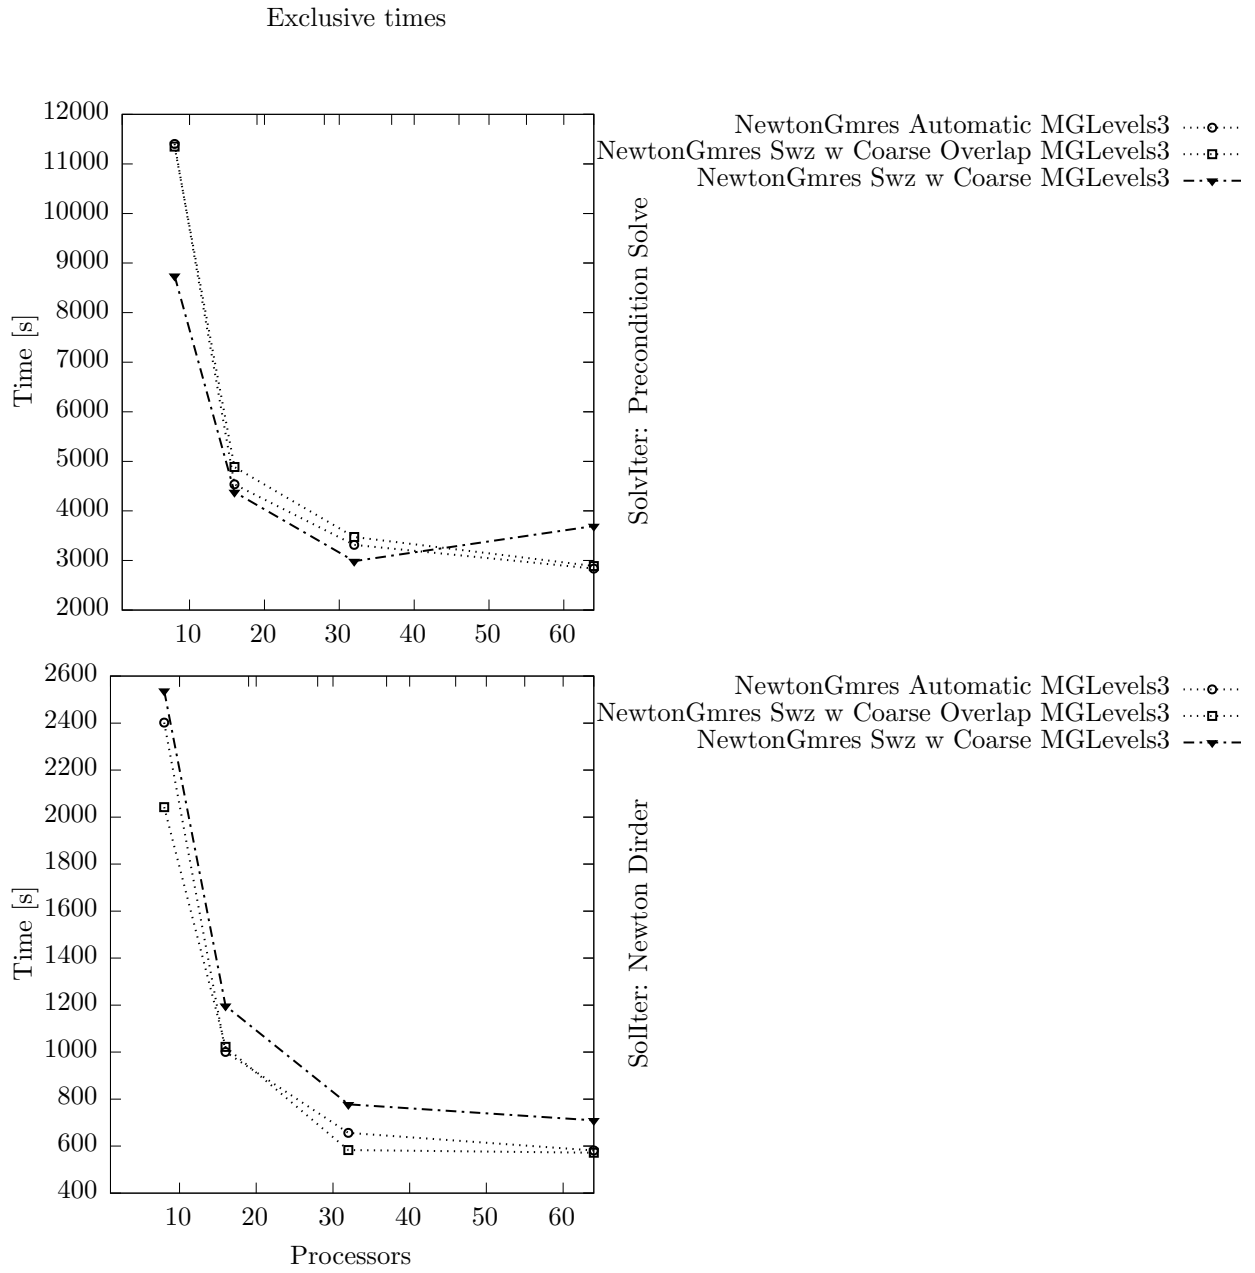 Exclusive times
12000
11000
10000
9000
8000
7000
6000
5000
4000
3000
2000
Time [s]
10 20 30 40 50 60
SolvIter: Precondition Solve
NewtonGmres Automatic MGLevels3
NewtonGmres Swz w Coarse Overlap MGLevels3
NewtonGmres Swz w Coarse MGLevels3
2600
2400
2200
2000
1800
1600
1400
1200
1000
800
600
400
Time [s]
10 20 30 40 50 60
Processors
SolIter: Newton Dirder
NewtonGmres Automatic MGLevels3
NewtonGmres Swz w Coarse Overlap MGLevels3
NewtonGmres Swz w Coarse MGLevels3